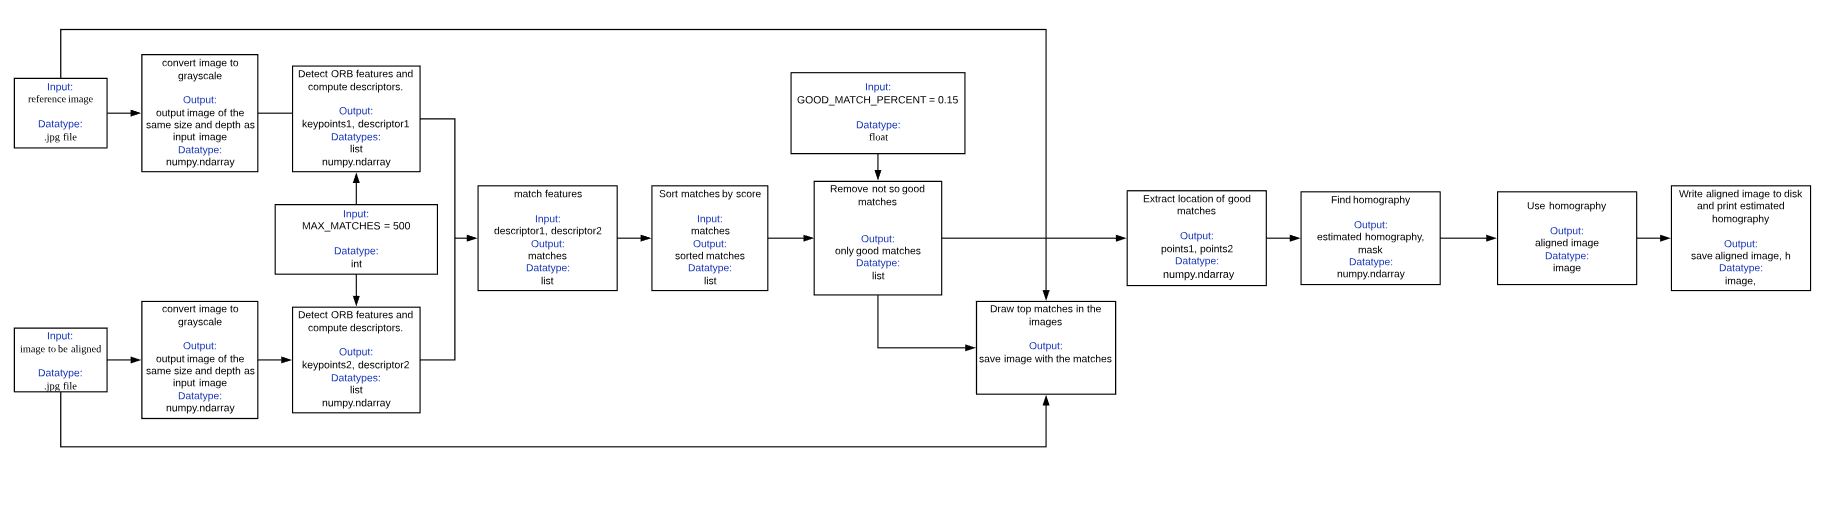 Input:
reference image
Datatype:
.jpg file
convert image to
grayscale
Output:
output image of the
same size and depth as
input image
Datatype:
numpy.ndarray
Detect ORB features and
compute descriptors.
Output:
keypoints1, descriptor1
Datatypes:
list
numpy.ndarray
Input:
MAX_MATCHES = 500
Datatype:
int
Input:
image to be aligned
Datatype:
.jpg file
convert image to
grayscale
Output:
output image of the
same size and depth as
input image
Datatype:
numpy.ndarray
Detect ORB features and
compute descriptors.
Output:
keypoints2, descriptor2
Datatypes:
list
numpy.ndarray
match features
Input:
descriptor1, descriptor2
Output:
matches
Datatype:
list
Sort matches by score
Input:
matches
Output:
sorted matches
Datatype:
list
Input:
GOOD_MATCH_PERCENT = 0.15
Datatype:
float
Remove not so good
matches
Output:
only good matches
Datatype:
list
Draw top matches in the
images
Output:
save image with the matches
Extract location of good
matches
Output:
points1, points2
Datatype:
numpy.ndarray
Find homography
Output:
estimated homography,
mask
Datatype:
numpy.ndarray
Use homography
Output:
aligned image
Datatype:
image
Write aligned image to disk
and print estimated
homography
Output:
save aligned image, h
Datatype:
image,